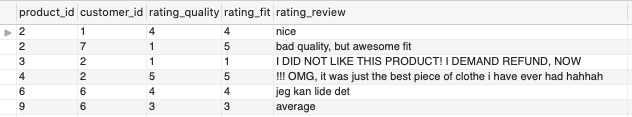 product_id customer_id rating_quality rating_fit rating_review
2 1 4 4 nice
2 7 1 5 bad quality, but awesome fit
3 2 1 1 I DID NOT LIKE THIS PRODUCT! I DEMAND REFUND, NOW
4 2 5 5 !!! OMG, it was just the best piece of clothe i have ever had hahhah
6 6 4 4 jeg kan lide det
9 6 3 3 average